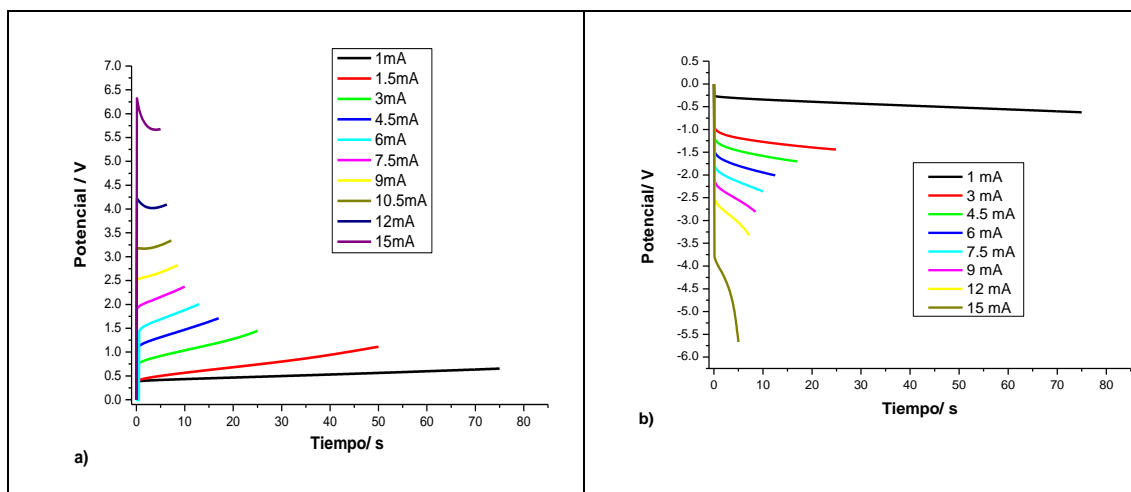 1mA
1.5mA
3mA
4.5mA
6mA
7.5mA
9mA
10.5mA
12mA
15mA
7.0
6.5
6.0
5.5
5.0
4.5
4.0
3.5
3.0
2.5
2.0
1.5
1.0
0.5
0.0
Potencial / V
0 10 20 30 40 50 60 70 80
Tiempo/ s
a)
0.5
0.0
-0.5
-1.0
-1.5
-2.0
-2.5
-3.0
-3.5
-4.0
-4.5
-5.0
-5.5
-6.0
Potencial/ V
1 mA
3 mA
4.5 mA
6 mA
7.5 mA
9 mA
12 mA
15 mA
0 10 20 30 40 50 60 70 80
Tiempo/ s
b)